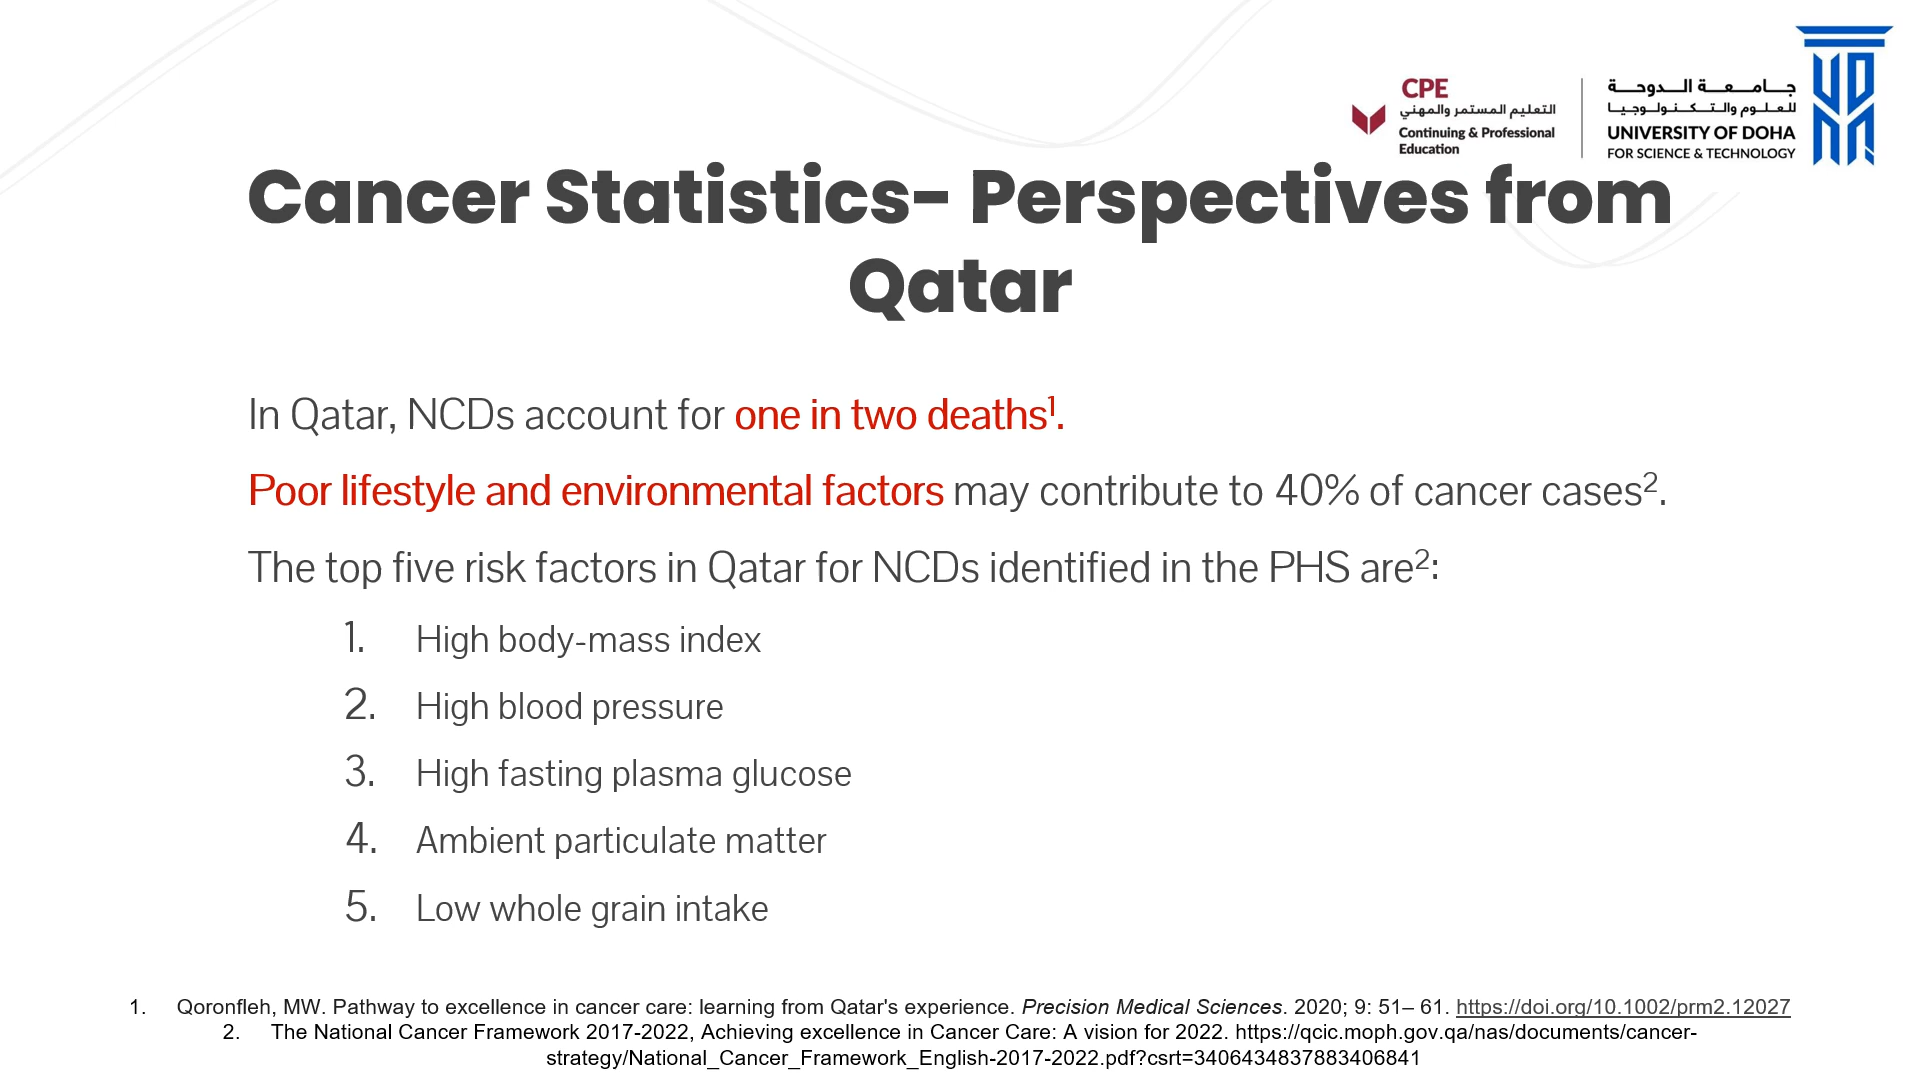 CPE
التعليم المستمر والمهني
Continuing & Professional
Education
جامعة الدوحة
للعلوم والتكنولوجيا
UNIVERSITY OF DOHA
FOR SCIENCE & TECHNOLOGY
Cancer Statistics- Perspectives from
Qatar
In Qatar, NCDs account for one in two deaths¹.
Poor lifestyle and environmental factors may contribute to 40% of cancer cases².
The top five risk factors in Qatar for NCDs identified in the PHS are²:
1. High body-mass index
2. High blood pressure
3. High fasting plasma glucose
4. Ambient particulate matter
5. Low whole grain intake
1. Qoronfleh, MW. Pathway to excellence in cancer care: learning from Qatar's experience. Precision Medical Sciences. 2020; 9: 51– 61. https://doi.org/10.1002/prm2.12027
2. The National Cancer Framework 2017-2022, Achieving excellence in Cancer Care: A vision for 2022. https://qcic.moph.gov.qa/nas/documents/cancer-
strategy/National_Cancer_Framework_English-2017-2022.pdf?csrt=3406434837883406841